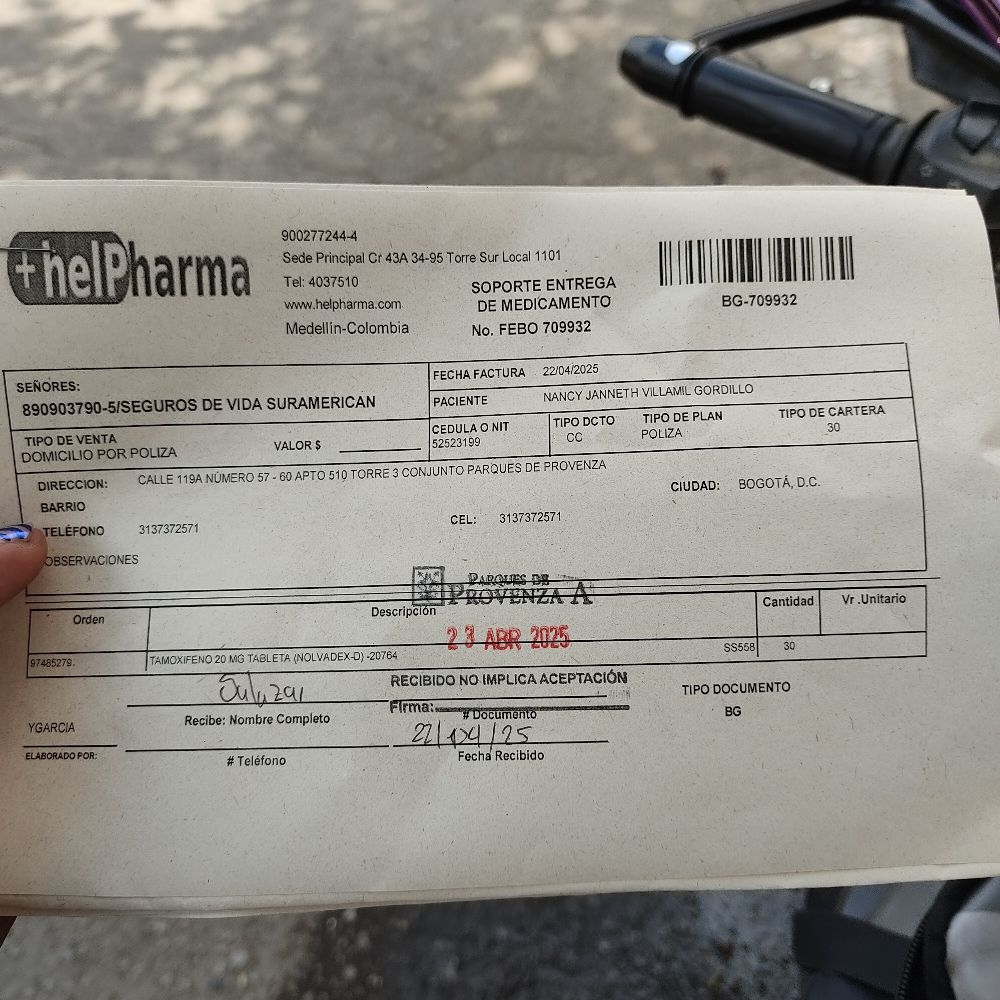 +helPharma
900277244-4
Sede Principal Cr 43A 34-95 Torre Sur Local 1101
Tel: 4037510
www.helpharma.com
Medellín-Colombia
SOPORTE ENTREGA
DE MEDICAMENTO
No. FEBO 709932
BG-709932
SEÑORES:
890903790-5/SEGUROS DE VIDA SURAMERICAN
FECHA FACTURA 22/04/2025
PACIENTE NANCY JANNETH VILLAMIL GORDILLO
TIPO DE VENTA
DOMICILIO POR POLIZA
VALOR $
CEDULA O NIT
52523199
TIPO DCTO
CC
TIPO DE PLAN
POLIZA
TIPO DE CARTERA
30
DIRECCION: CALLE 119A NÚMERO 57 - 60 APTO 510 TORRE 3 CONJUNTO PARQUES DE PROVENZA
BARRIO
CIUDAD: BOGOTÁ, D.C.
TELÉFONO 3137372571
CEL: 3137372571
OBSERVACIONES
PARQUES DE
PROVENZA A
Orden Descripción Cantidad Vr .Unitario
23 ABR 2025
97485279. TAMOXIFENO 20 MG TABLETA (NOLVADEX-D) -20764 SS558 30
RECIBIDO NO IMPLICA ACEPTACIÓN
Firma:
Recibe: Nombre Completo
# Documento
TIPO DOCUMENTO
BG
YGARCIA
22/04/25
ELABORADO POR:
# Teléfono
Fecha Recibido